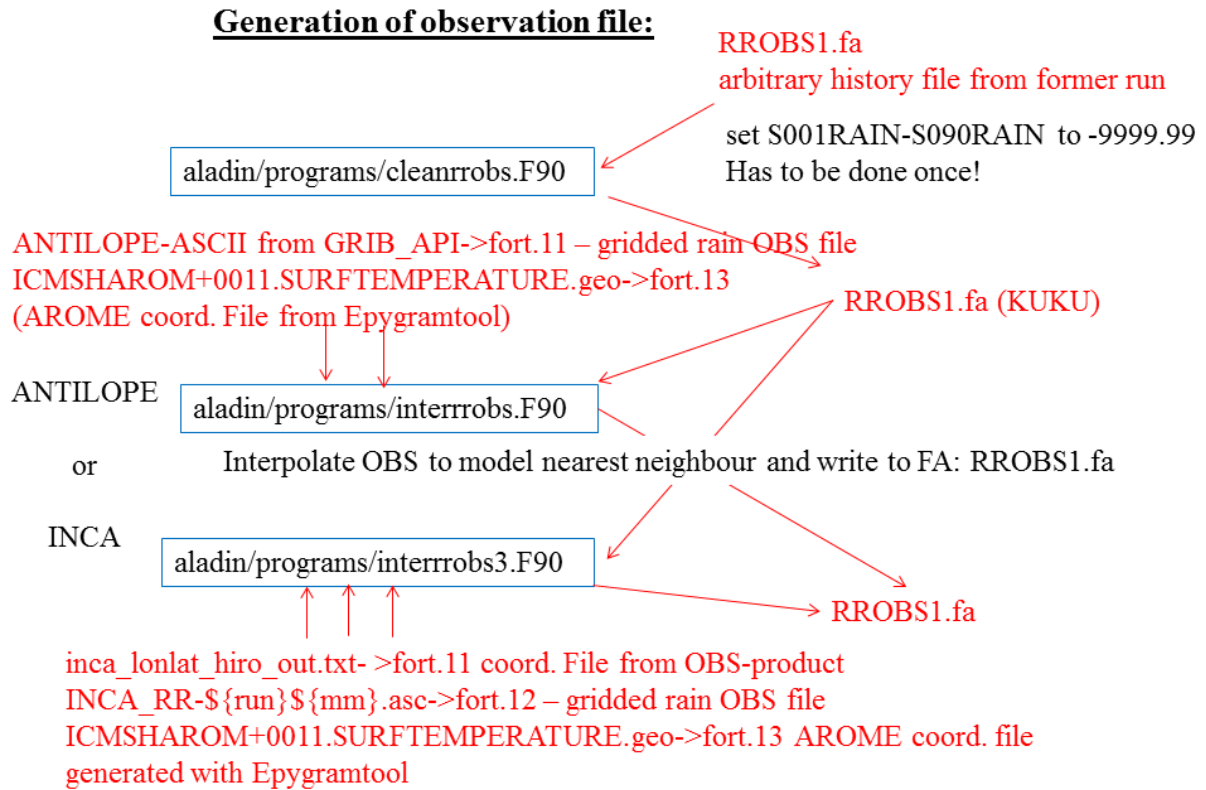 Generation of observation file:
RROBS1.fa
arbitrary history file from former run
set S001RAIN-S090RAIN to -9999.99
Has to be done once!
aladin/programs/cleanrrobs.F90
ANTILOPE-ASCII from GRIB_API->fort.11 – gridded rain OBS file
ICMSHAROM+0011.SURFTEMPERATURE.geo->fort.13
(AROME coord. File from Epygramtool)
RROBS1.fa (KUKU)
ANTILOPE
aladin/programs/interrrobs.F90
or
Interpolate OBS to model nearest neighbour and write to FA: RROBS1.fa
INCA
aladin/programs/interrrobs3.F90
RROBS1.fa
inca_lonlat_hiro_out.txt- >fort.11 coord. File from OBS-product
INCA_RR-${run}${mm}.asc->fort.12 – gridded rain OBS file
ICMSHAROM+0011.SURFTEMPERATURE.geo->fort.13 AROME coord. file
generated with Epygramtool